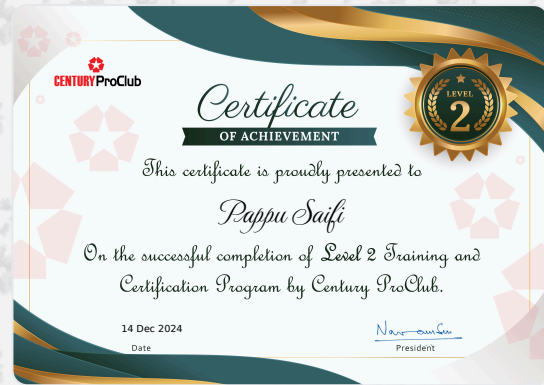 CENTURY ProClub
LEVEL
2
Certificate
OF ACHIEVEMENT
This certificate is proudly presented to
Pappu Saifi
On the successful completion of Level 2 Training and
Certification Program by Century ProClub.
14 Dec 2024
Date
President